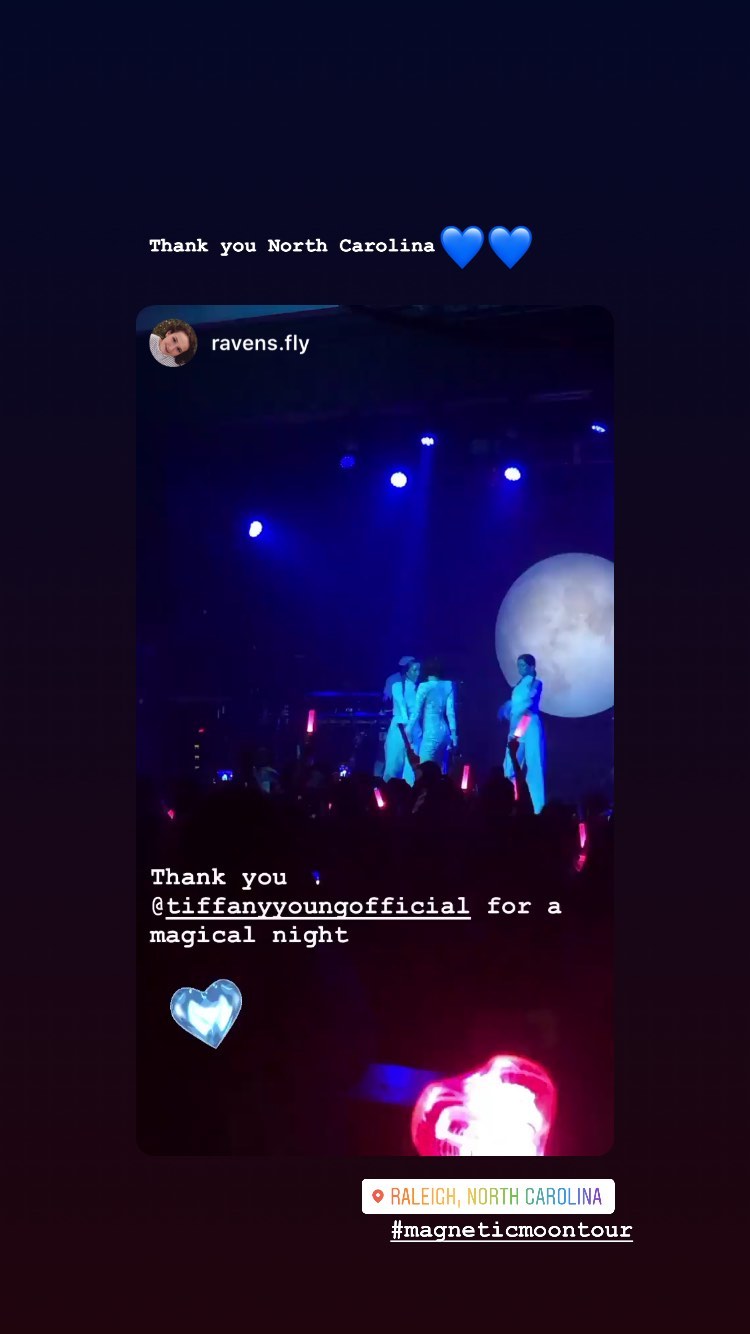 Thank you North Carolina💙💙
ravens.fly
Thank you
@tiffanyyoungofficial for a
magical night
RALEIGH, NORTH CAROLINA
#magneticmoontour